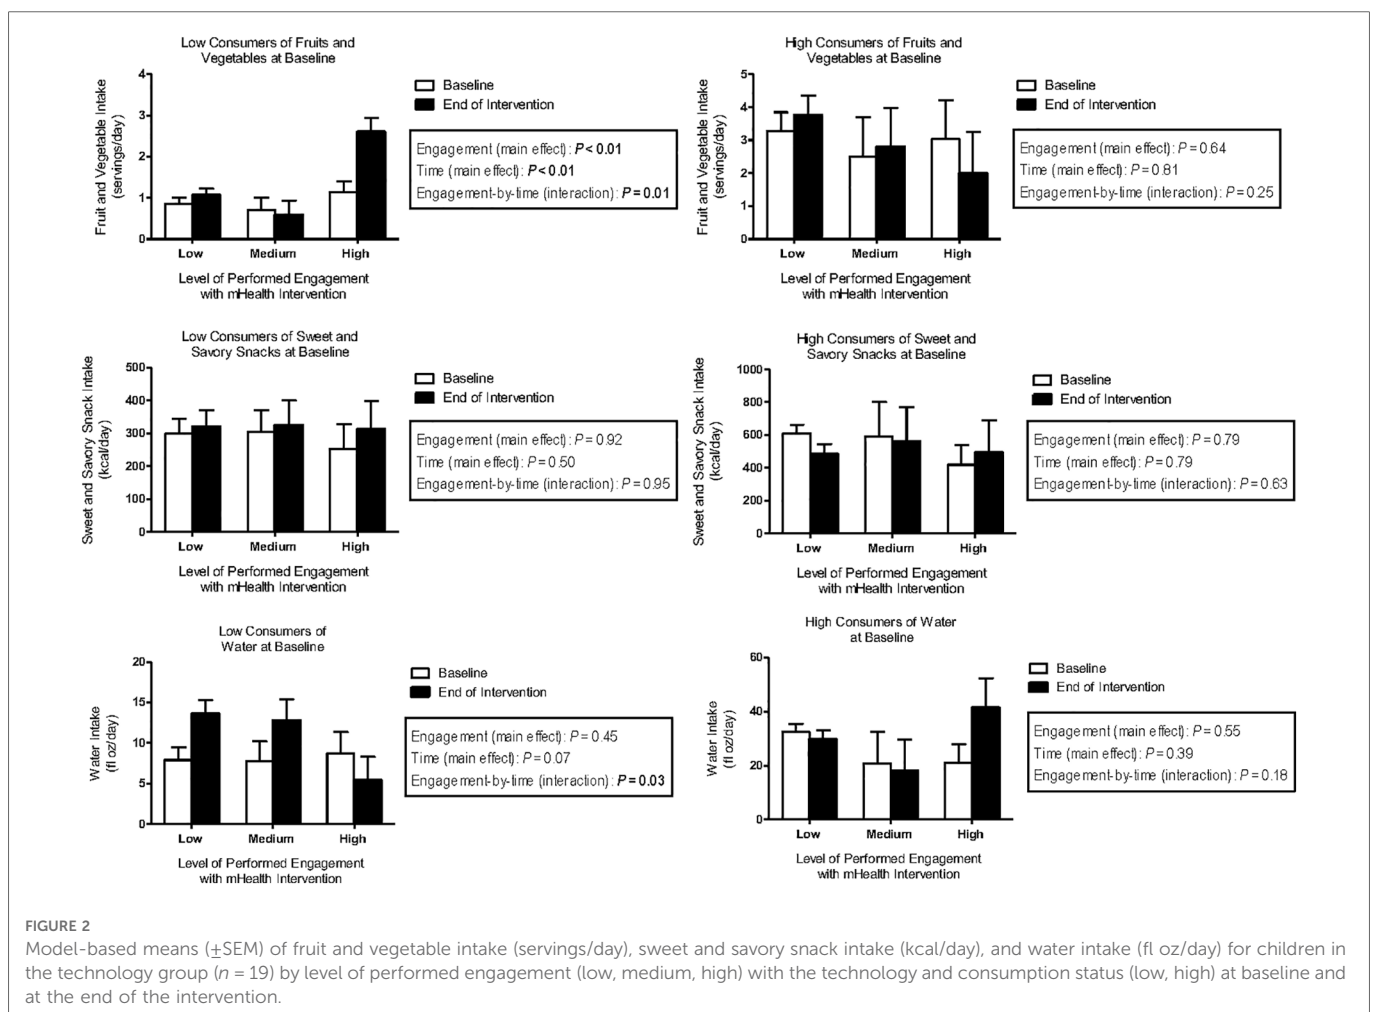 Low Consumers of Fruits and
Vegetables at Baseline
Fruit and Vegetable Intake
(servings/day)
4
3
2
1
0
Low Medium High
Level of Performed Engagement
with mHealth Intervention
Baseline
End of Intervention
Engagement (main effect): P < 0.01
Time (main effect): P < 0.01
Engagement-by-time (interaction): P = 0.01
High Consumers of Fruits and
Vegetables at Baseline
Fruit and Vegetable Intake
(servings/day)
5
4
3
2
1
0
Low Medium High
Level of Performed Engagement
with mHealth Intervention
Baseline
End of Intervention
Engagement (main effect): P = 0.64
Time (main effect): P = 0.81
Engagement-by-time (interaction): P = 0.25
Low Consumers of Sweet and
Savory Snacks at Baseline
Sweet and Savory Snack Intake
(kcal/day)
500
400
300
200
100
0
Low Medium High
Level of Performed Engagement
with mHealth Intervention
Baseline
End of Intervention
Engagement (main effect): P = 0.92
Time (main effect): P = 0.50
Engagement-by-time (interaction): P = 0.95
High Consumers of Sweet and
Savory Snacks at Baseline
Sweet and Savory Snack Intake
(kcal/day)
1000
800
600
400
200
0
Low Medium High
Level of Performed Engagement
with mHealth Intervention
Baseline
End of Intervention
Engagement (main effect): P = 0.79
Time (main effect): P = 0.79
Engagement-by-time (interaction): P = 0.63
Low Consumers of
Water at Baseline
Water Intake
(fl oz/day)
20
15
10
5
0
Low Medium High
Level of Performed Engagement
with mHealth Intervention
Baseline
End of Intervention
Engagement (main effect): P = 0.45
Time (main effect): P = 0.07
Engagement-by-time (interaction): P = 0.03
High Consumers of Water
at Baseline
Water Intake
(fl oz/day)
60
40
20
0
Low Medium High
Level of Performed Engagement
with mHealth Intervention
Baseline
End of Intervention
Engagement (main effect): P = 0.55
Time (main effect): P = 0.39
Engagement-by-time (interaction): P = 0.18
FIGURE 2
Model-based means (±SEM) of fruit and vegetable intake (servings/day), sweet and savory snack intake (kcal/day), and water intake (fl oz/day) for children in
the technology group (n = 19) by level of performed engagement (low, medium, high) with the technology and consumption status (low, high) at baseline and
at the end of the intervention.